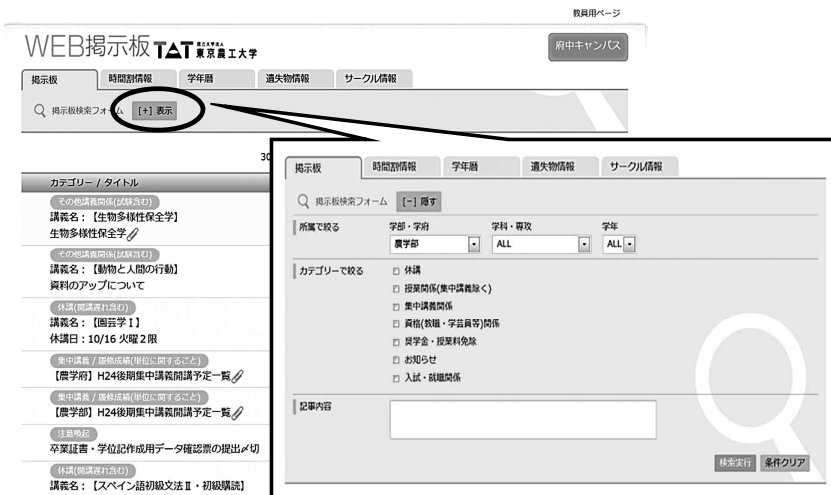 教員用ページ
WEB掲示板 TAT 国立大学法人 東京農工大学
府中キャンパス
掲示板 時間割情報 学年暦 遺失物情報 サークル情報
掲示板検索フォーム [+] 表示
30
カテゴリー / タイトル
その他講義関係(試験含む)
講義名：【生物多様性保全学】
生物多様性保全学
その他講義関係(試験含む)
講義名：【動物と人間の行動】
資料のアップについて
休講(開講遅れ含む)
講義名：【園芸学Ⅰ】
休講日：10/16 火曜２限
集中講義 / 履修成績(単位に関すること)
【農学府】H24後期集中講義開講予定一覧
集中講義 / 履修成績(単位に関すること)
【農学部】H24後期集中講義開講予定一覧
注意喚起
卒業証書・学位記作成用データ確認票の提出〆切
休講(開講遅れ含む)
講義名：【スペイン語初級文法Ⅱ・初級購読】
掲示板 時間割情報 学年暦 遺失物情報 サークル情報
掲示板検索フォーム [-] 隠す
所属で絞る 学部・学府 学科・専攻 学年
農学部 ALL ALL
カテゴリーで絞る 休講
授業関係(集中講義除く)
集中講義関係
資格(教職・学芸員等)関係
奨学金・授業料免除
お知らせ
入試・就職関係
記事内容
検索実行 条件クリア